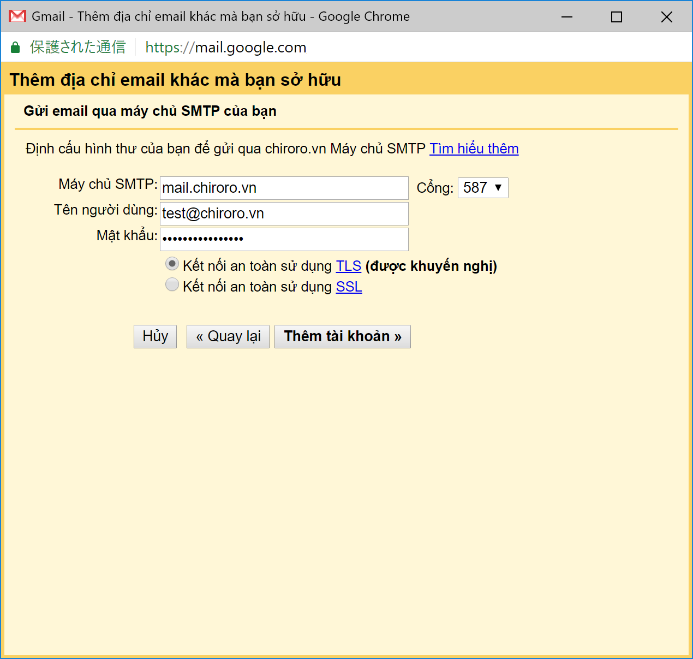 Gmail - Thêm địa chỉ email khác mà bạn sở hữu - Google Chrome
保護された通信 https://mail.google.com
Thêm địa chỉ email khác mà bạn sở hữu
Gửi email qua máy chủ SMTP của bạn
Định cấu hình thư của bạn để gửi qua chiroro.vn Máy chủ SMTP Tìm hiểu thêm
Máy chủ SMTP: mail.chiroro.vn Cổng: 587
Tên người dùng: test@chiroro.vn
Mật khẩu: ••••••••••••••••
Kết nối an toàn sử dụng TLS (được khuyến nghị)
Kết nối an toàn sử dụng SSL
Hủy « Quay lại Thêm tài khoản »